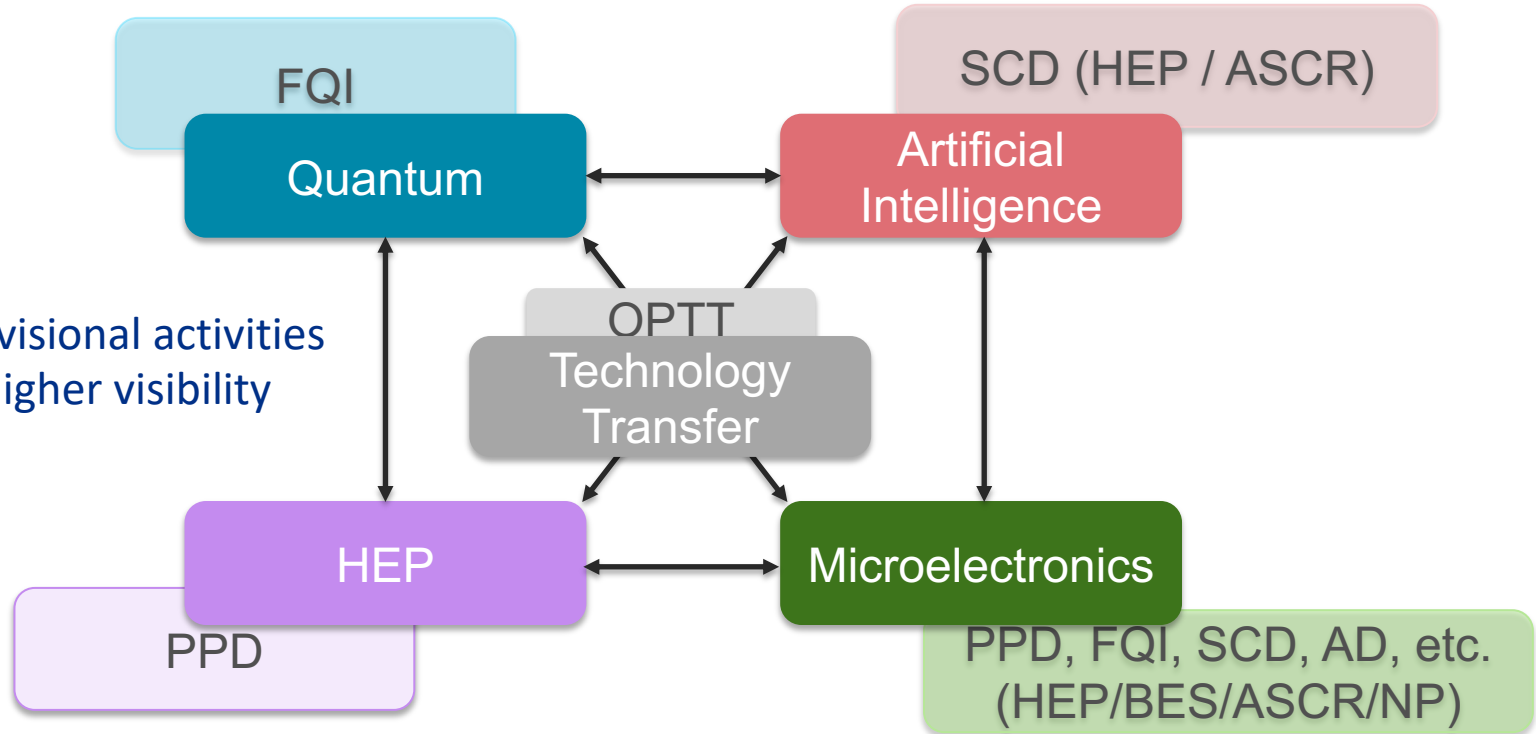 FQI
SCD (HEP / ASCR)
Quantum
Artificial
Intelligence
OPTT
Technology
Transfer
visional activities
igher visibility
HEP
Microelectronics
PPD
PPD, FQI, SCD, AD, etc.
(HEP/BES/ASCR/NP)